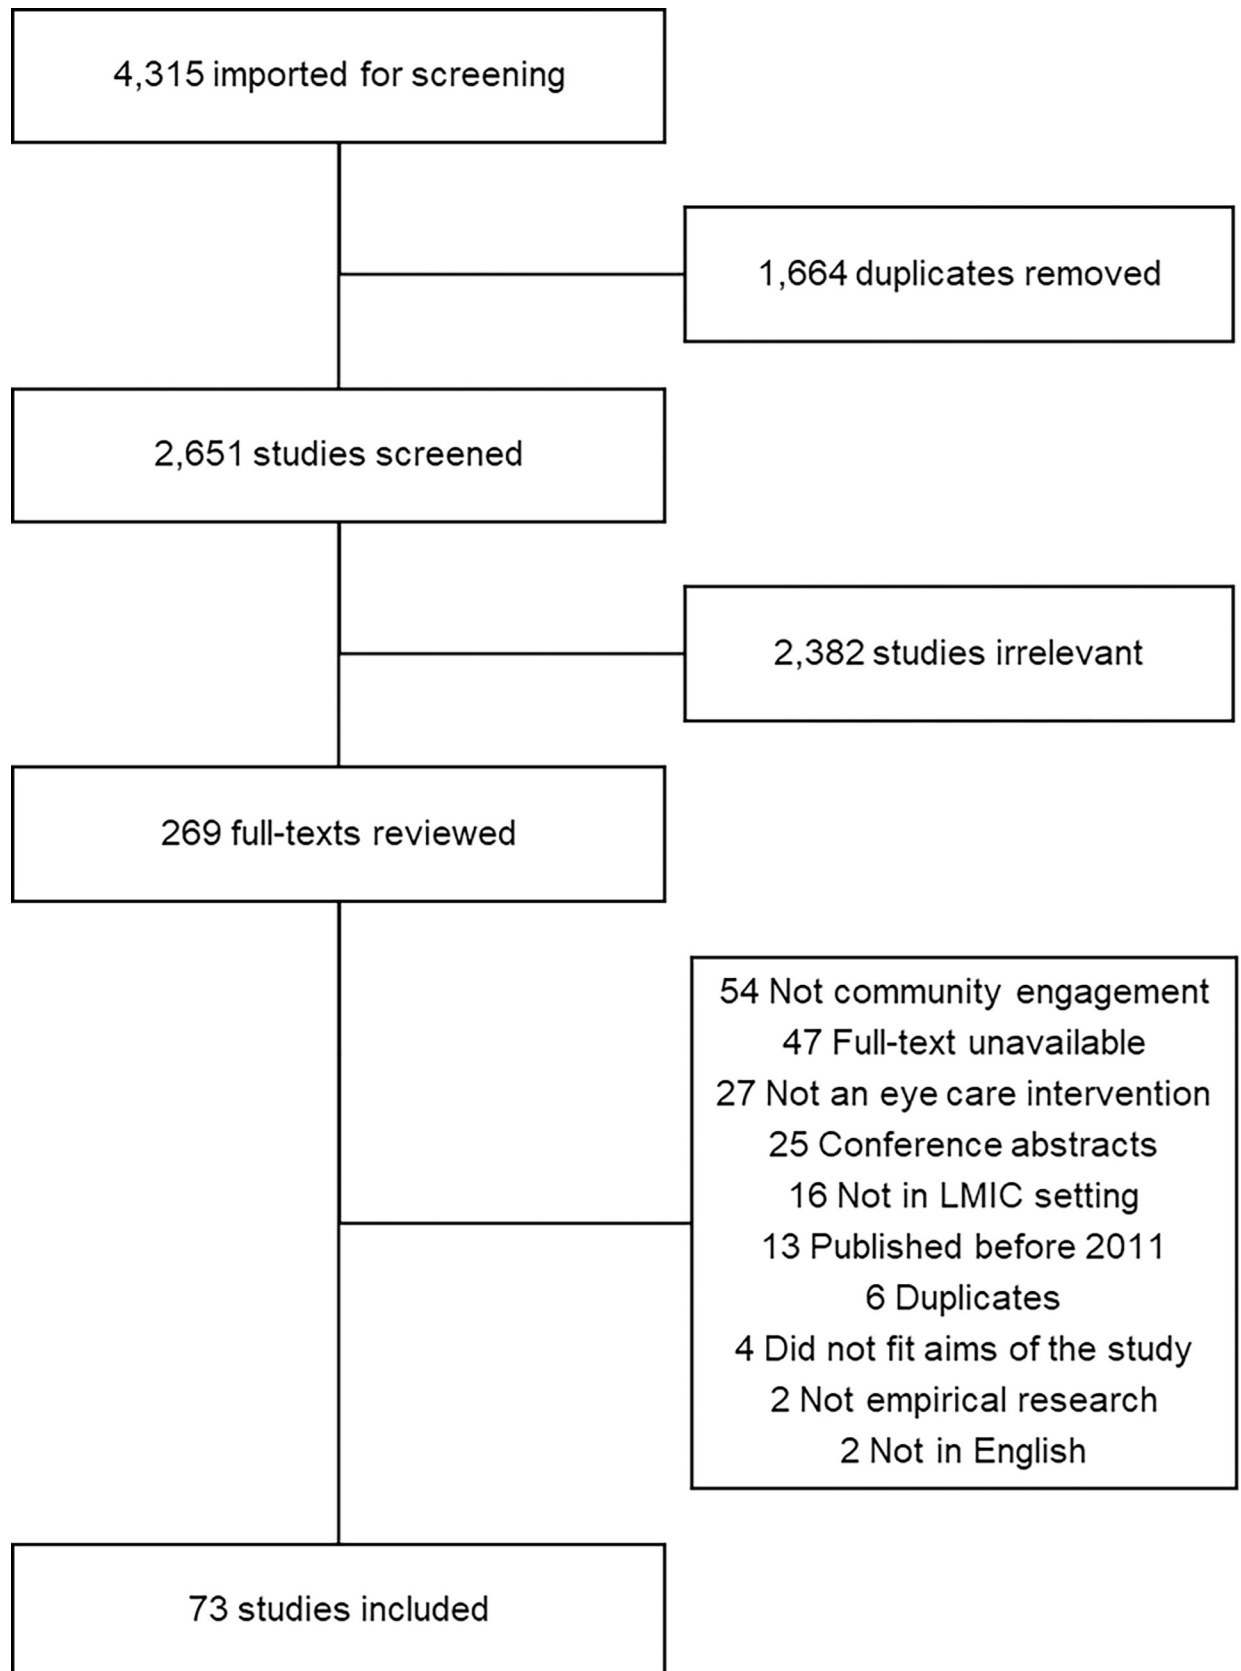 4,315 imported for screening
1,664 duplicates removed
2,651 studies screened
2,382 studies irrelevant
269 full-texts reviewed
54 Not community engagement
47 Full-text unavailable
27 Not an eye care intervention
25 Conference abstracts
16 Not in LMIC setting
13 Published before 2011
6 Duplicates
4 Did not fit aims of the study
2 Not empirical research
2 Not in English
73 studies included